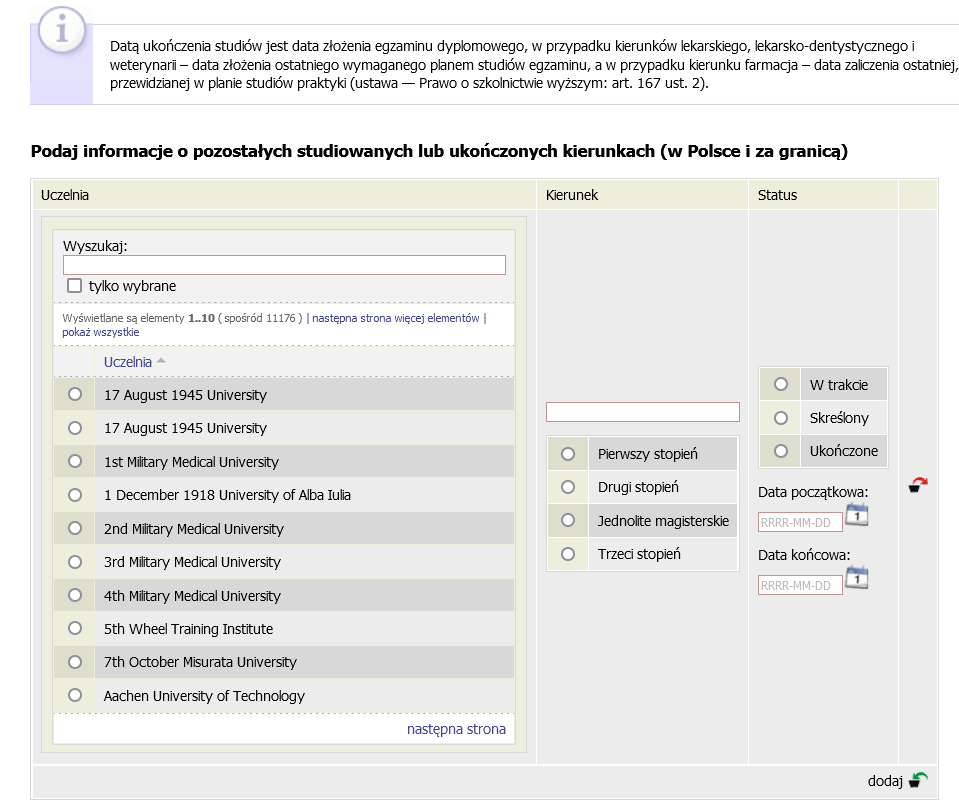 Datą ukończenia studiów jest data złożenia egzaminu dyplomowego, w przypadku kierunków lekarskiego, lekarsko-dentystycznego i
weterynarii – data złożenia ostatniego wymaganego planem studiów egzaminu, a w przypadku kierunku farmacja – data zaliczenia ostatniej,
przewidzianej w planie studiów praktyki (ustawa — Prawo o szkolnictwie wyższym: art. 167 ust. 2).
Podaj informacje o pozostałych studiowanych lub ukończonych kierunkach (w Polsce i za granicą)
Uczelnia
Kierunek
Status
Wyszukaj:
tylko wybrane
Wyświetlane są elementy 1..10 ( spośród 11176 ) | następna strona więcej elementów |
pokaż wszystkie
Uczelnia
17 August 1945 University
17 August 1945 University
1st Military Medical University
1 December 1918 University of Alba Iulia
2nd Military Medical University
3rd Military Medical University
4th Military Medical University
5th Wheel Training Institute
7th October Misurata University
Aachen University of Technology
następna strona
Pierwszy stopień
Drugi stopień
Jednolite magisterskie
Trzeci stopień
W trakcie
Skreślony
Ukończone
Data początkowa:
RRRR-MM-DD
1
Data końcowa:
RRRR-MM-DD
1
dodaj